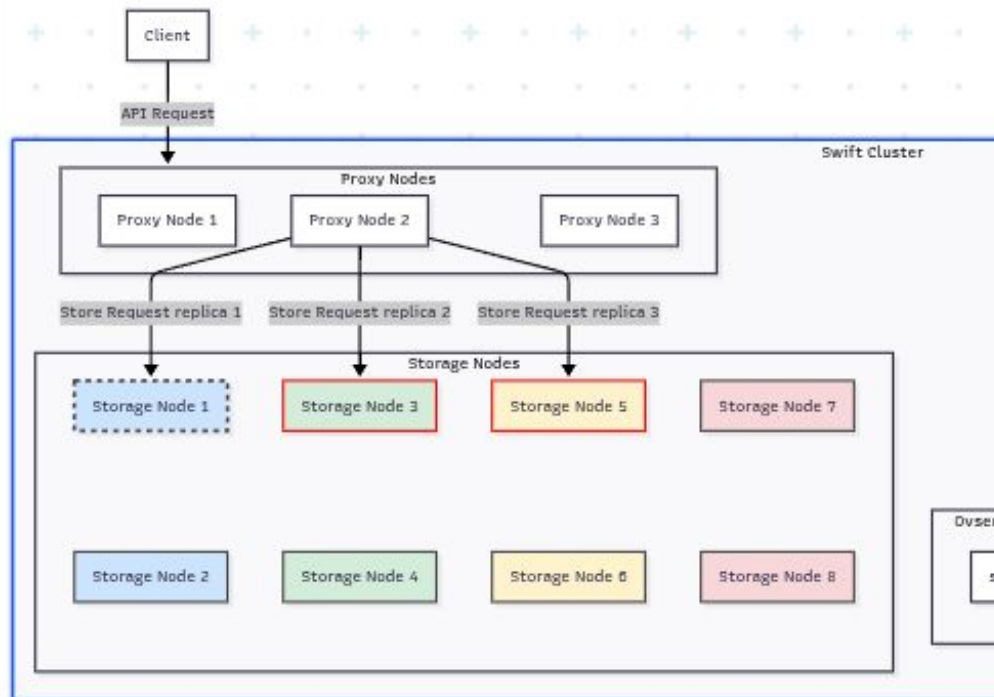 Client
API Request
Swift Cluster
Proxy Nodes
Proxy Node 1
Proxy Node 2
Proxy Node 3
Store Request replica 1
Store Request replica 2
Store Request replica 3
Storage Nodes
Storage Node 1
Storage Node 3
Storage Node 5
Storage Node 7
Storage Node 2
Storage Node 4
Storage Node 6
Storage Node 8